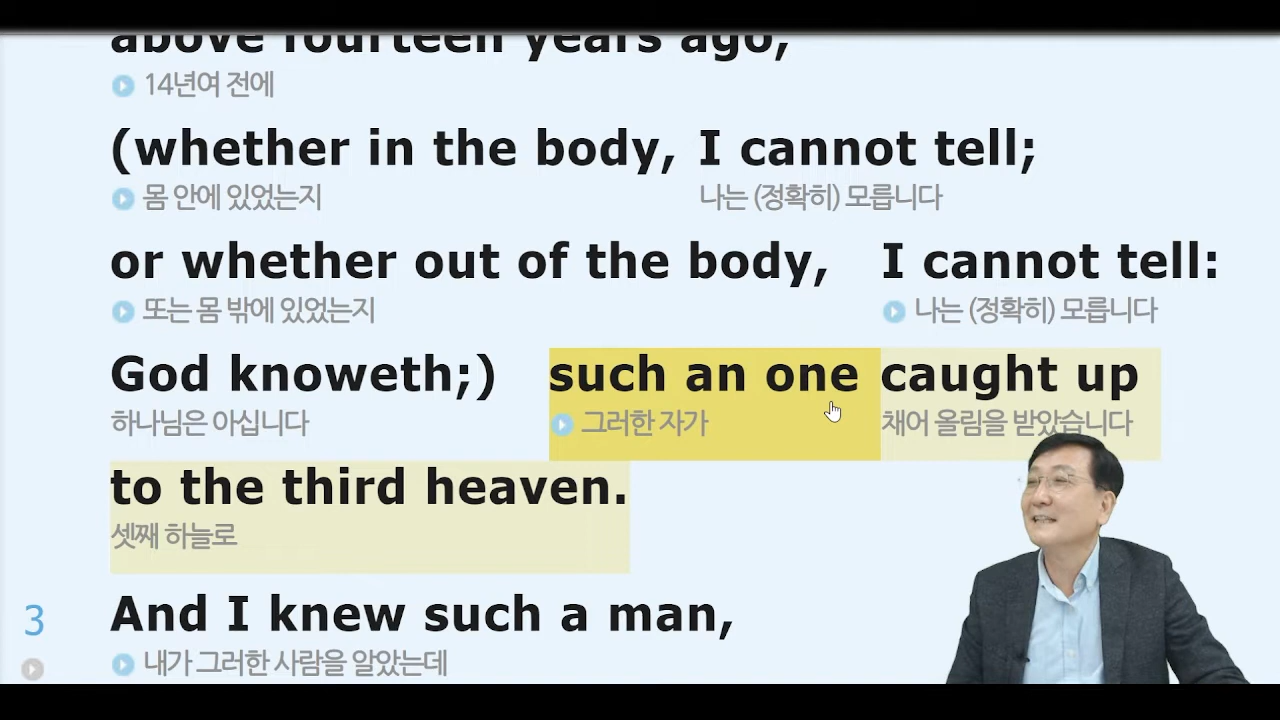 above fourteen years ago,
14년여 전에
(whether in the body, I cannot tell;
몸 안에 있었는지 나는 (정확히) 모릅니다
or whether out of the body, I cannot tell:
또는 몸 밖에 있었는지 나는 (정확히) 모릅니다
God knoweth;) such an one caught up
하나님은 아십니다 그러한 자가 채어 올림을 받았습니다
to the third heaven.
셋째 하늘로
3 And I knew such a man,
내가 그러한 사람을 알았는데